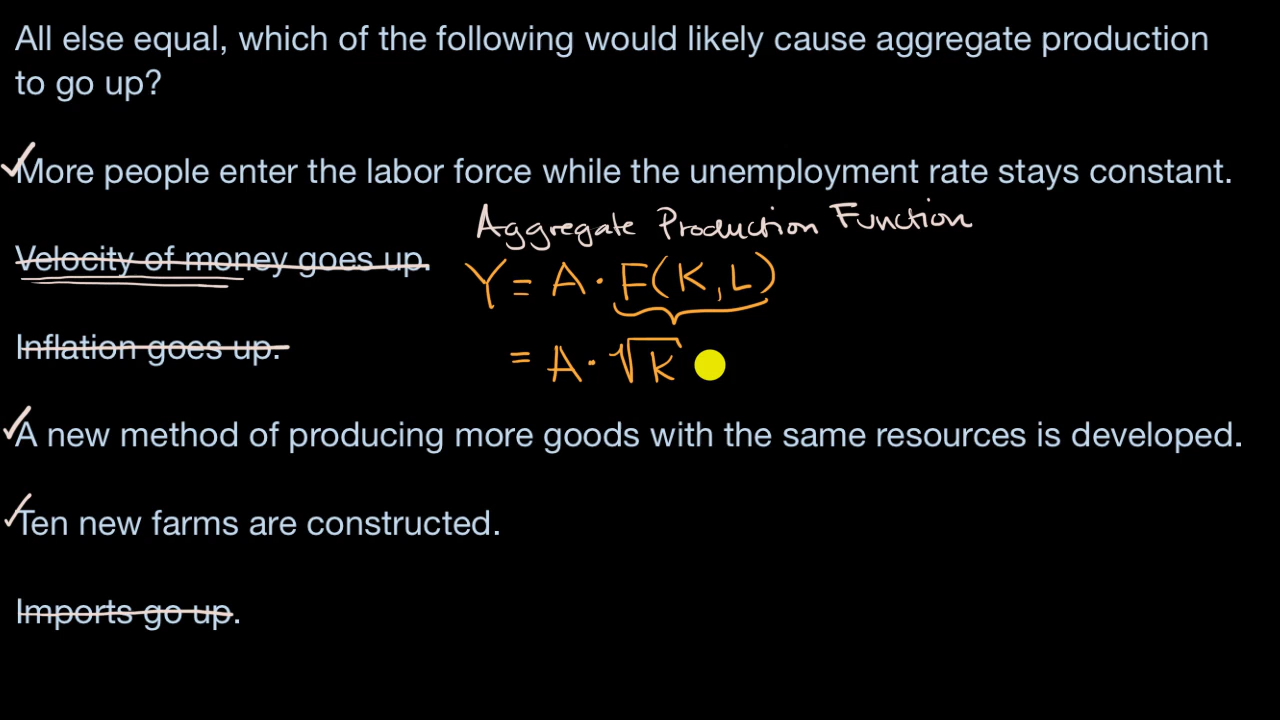 All else equal, which of the following would likely cause aggregate production
to go up?
More people enter the labor force while the unemployment rate stays constant.
Aggregate Production Function
Velocity of money goes up.
Y = A · F(K, L)
Inflation goes up.
= A · √K
A new method of producing more goods with the same resources is developed.
Ten new farms are constructed.
Imports go up.